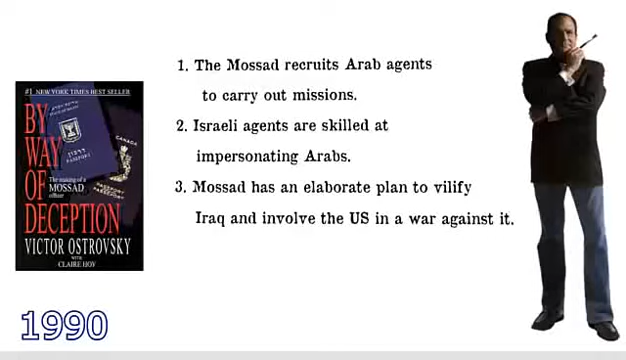 #1 NEW YORK TIMES BEST SELLER
BY
WAY
OF
DECEPTION
The making of a
MOSSAD
officer
VICTOR OSTROVSKY
WITH
CLAIRE HOY
CANADA
1. The Mossad recruits Arab agents
to carry out missions.
2. Israeli agents are skilled at
impersonating Arabs.
3. Mossad has an elaborate plan to vilify
Iraq and involve the US in a war against it.
1990